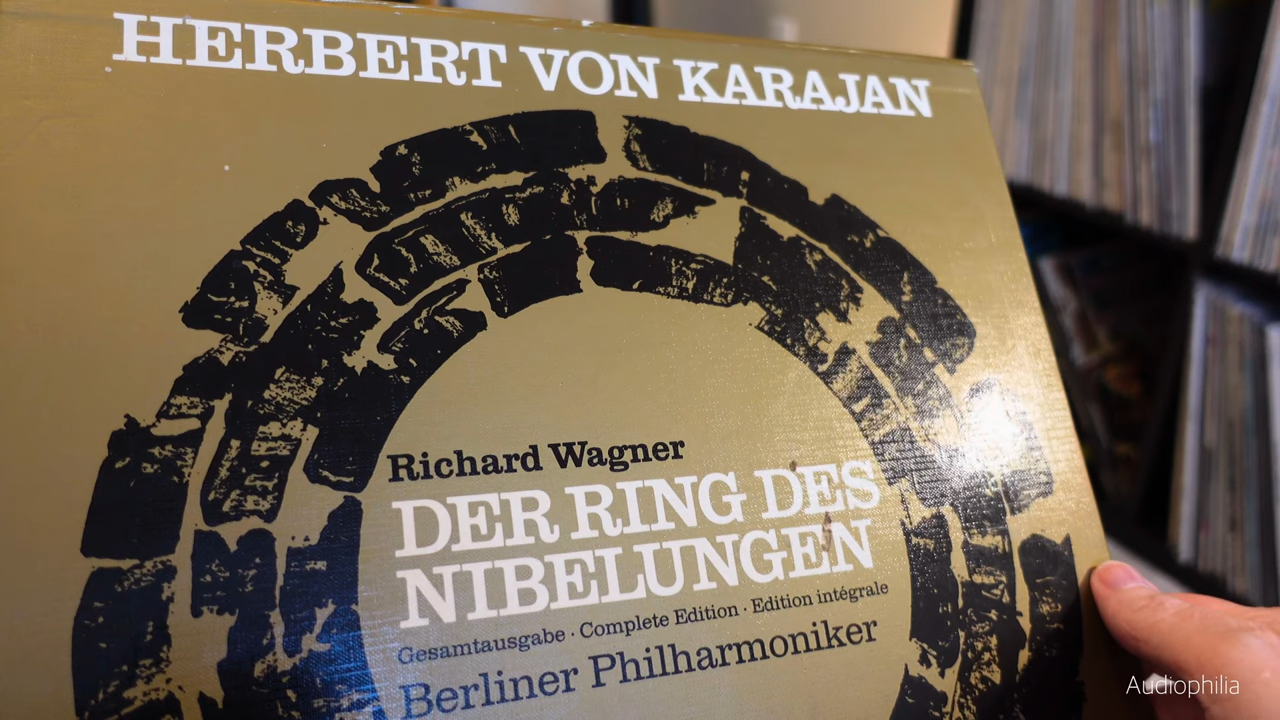 HERBERT VON KARAJAN
Richard Wagner
DER RING DES
NIBELUNGEN
Gesamtausgabe · Complete Edition · Edition intégrale
Berliner Philharmoniker
Audiophilia